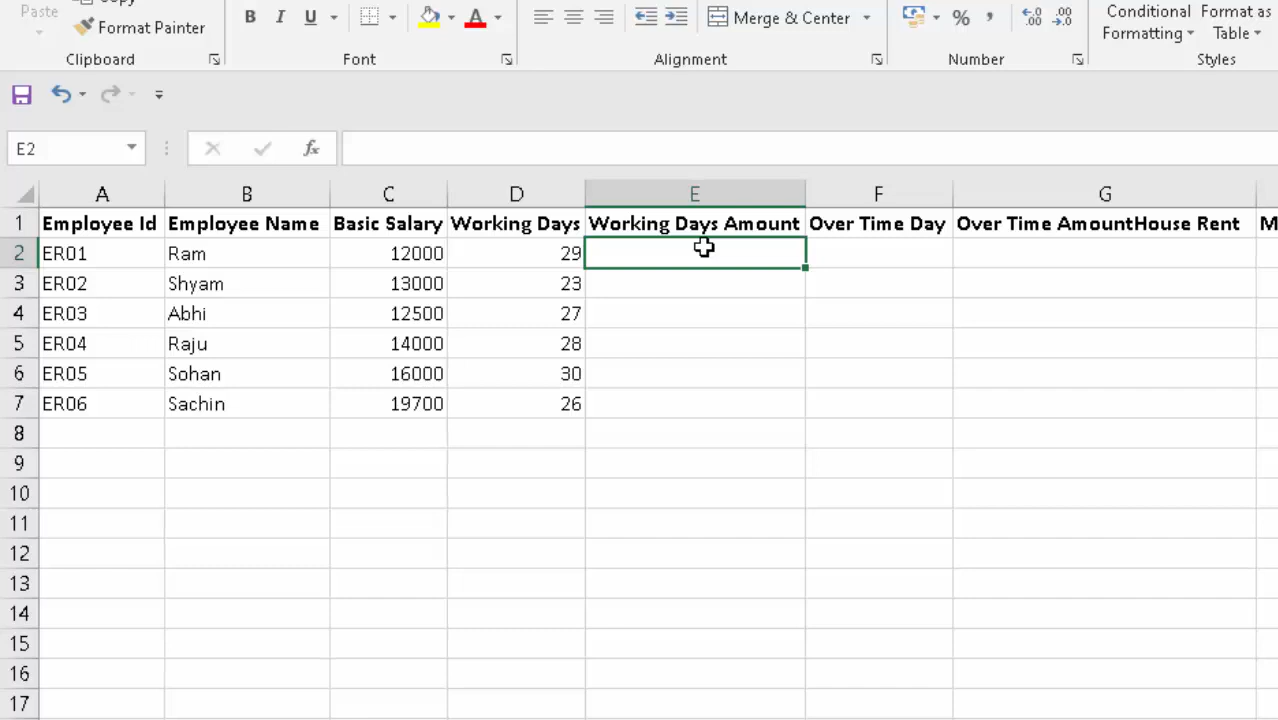 Paste Copy
Format Painter B I U A Merge & Center % , Conditional Format as
Formatting Table
Clipboard Font Alignment Number Styles
E2 fx
A B C D E F G
1 Employee Id Employee Name Basic Salary Working Days Working Days Amount Over Time Day Over Time AmountHouse Rent M
2 ER01 Ram 12000 29
3 ER02 Shyam 13000 23
4 ER03 Abhi 12500 27
5 ER04 Raju 14000 28
6 ER05 Sohan 16000 30
7 ER06 Sachin 19700 26
8
9
10
11
12
13
14
15
16
17